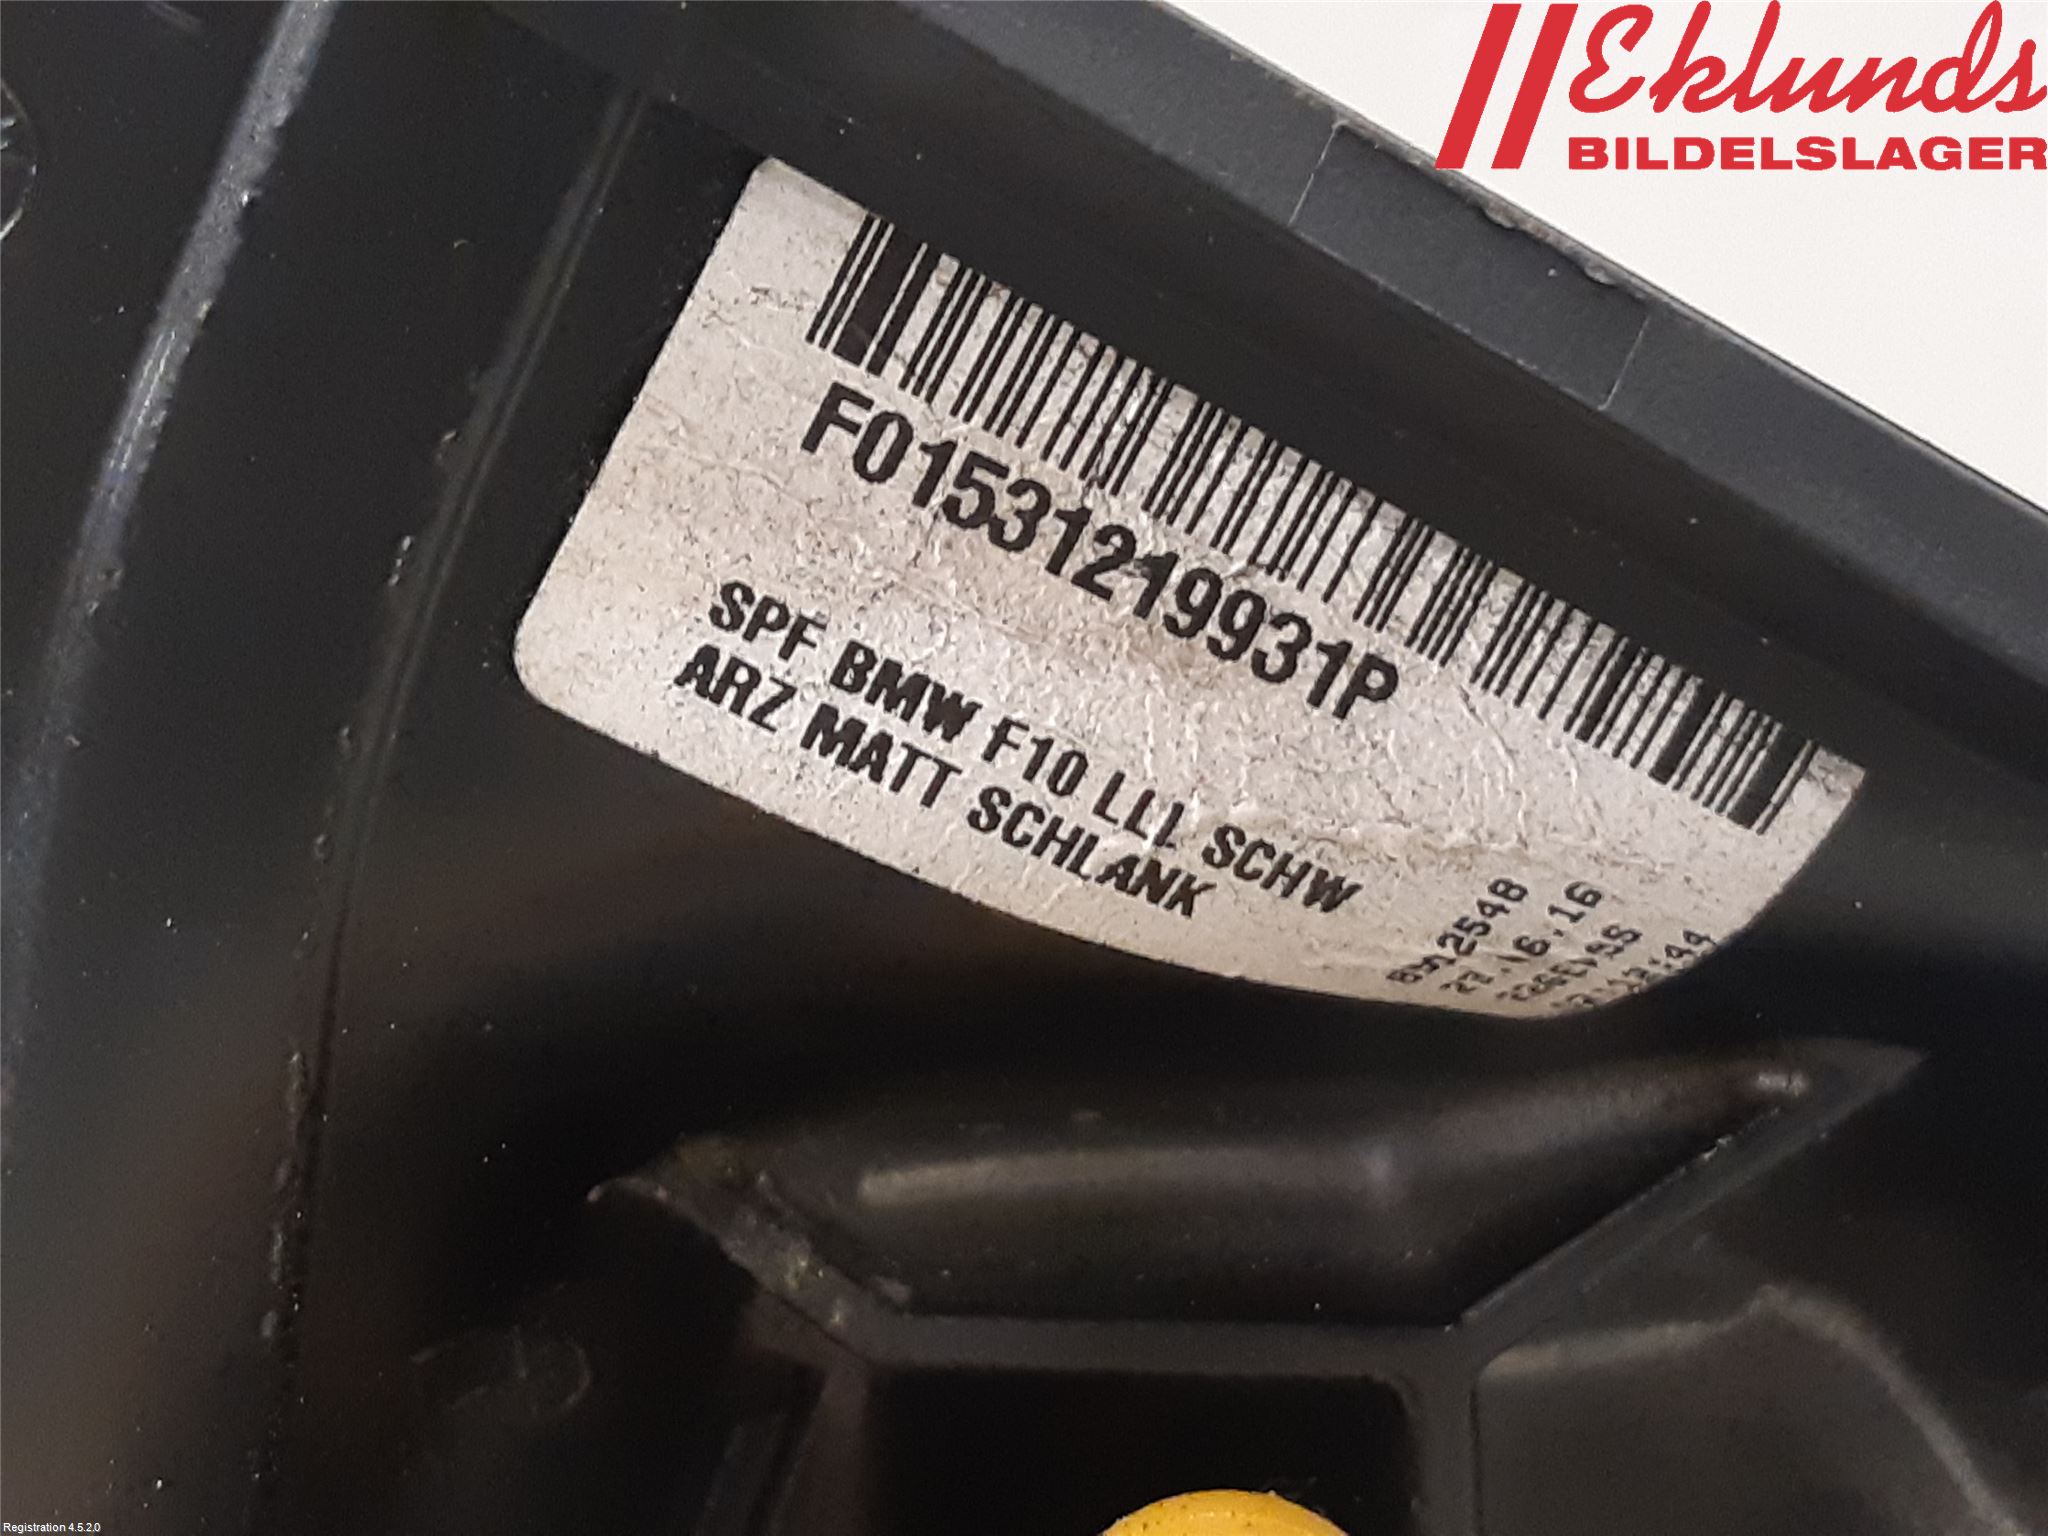 Eklunds
BILDELSLAGER
F01531219931P
SPF BMW F10 LLL SCHW
ARZ MATT SCHLANK
Registration 4.5.2.0